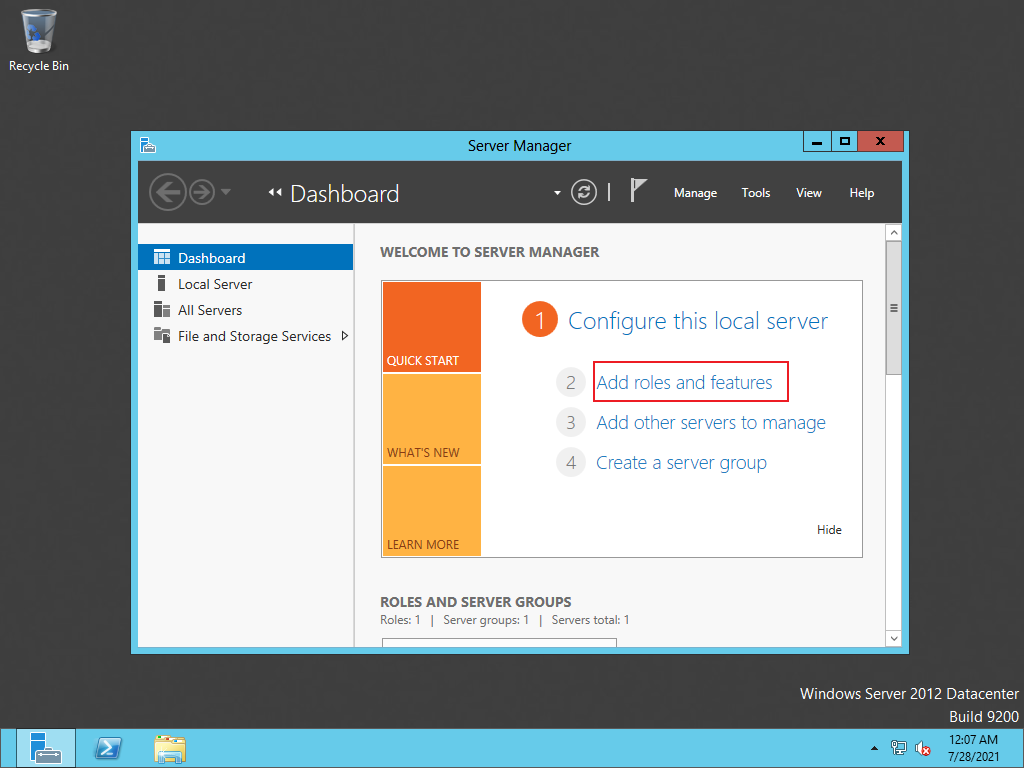 Recycle Bin
Server Manager
Dashboard
Manage Tools View Help
Dashboard
Local Server
All Servers
File and Storage Services
WELCOME TO SERVER MANAGER
QUICK START
WHAT'S NEW
LEARN MORE
1 Configure this local server
2 Add roles and features
3 Add other servers to manage
4 Create a server group
Hide
ROLES AND SERVER GROUPS
Roles: 1 | Server groups: 1 | Servers total: 1
Windows Server 2012 Datacenter
Build 9200
12:07 AM
7/28/2021